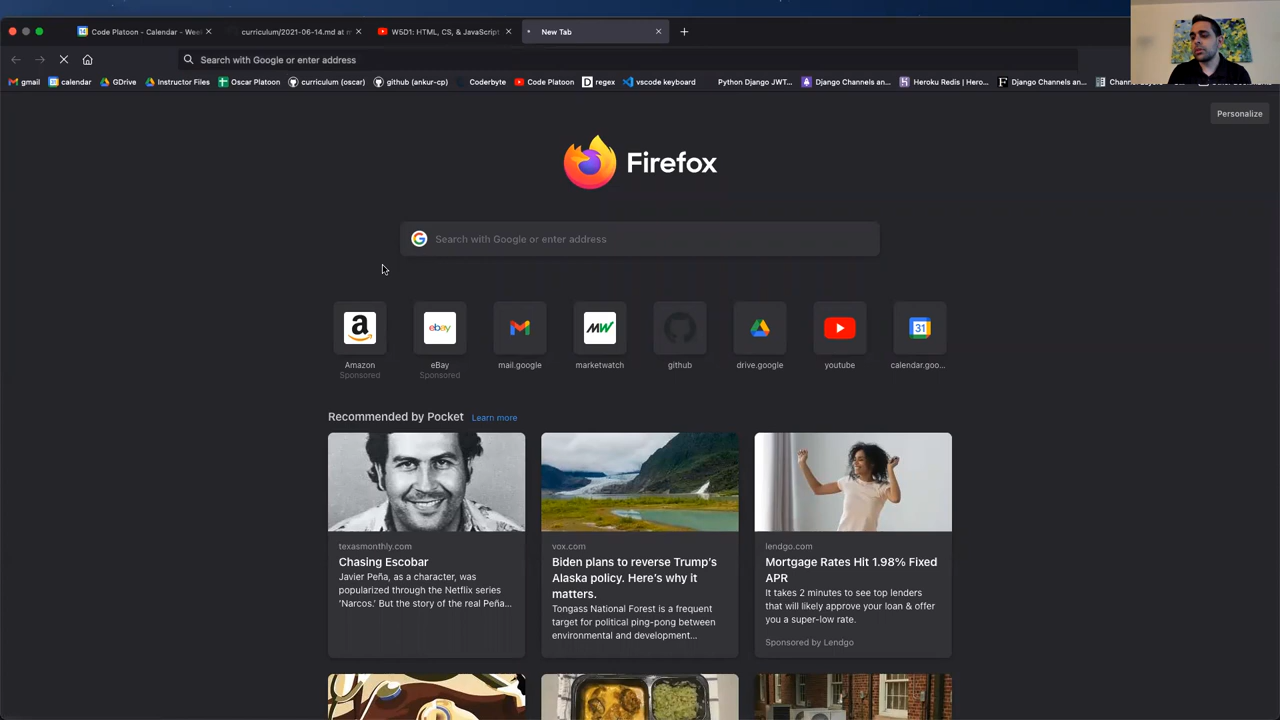 Code Platoon - Calendar - Wee
curriculum/2021-06-14.md at m
W5D1: HTML, CS, & JavaScript
New Tab
Search with Google or enter address
gmail
calendar
GDrive
Instructor Files
Oscar Platoon
curriculum (oscar)
github (ankur-cp)
Coderbyte
Code Platoon
regex
vscode keyboard
Python Django JWT...
Django Channels an...
Heroku Redis | Hero...
Django Channels an...
Personalize
Firefox
Search with Google or enter address
Amazon
Sponsored
eBay
Sponsored
mail.google
marketwatch
github
drive.google
youtube
calendar.goo...
Recommended by Pocket
Learn more
texasmonthly.com
Chasing Escobar
Javier Peña, as a character, was
popularized through the Netflix series
'Narcos.' But the story of the real Peña...
vox.com
Biden plans to reverse Trump's
Alaska policy. Here's why it
matters.
Tongass National Forest is a frequent
target for political ping-pong between
environmental and development...
lendgo.com
Mortgage Rates Hit 1.98% Fixed
APR
It takes 2 minutes to see top lenders
that will likely approve your loan & offer
you a super-low rate.
Sponsored by Lendgo